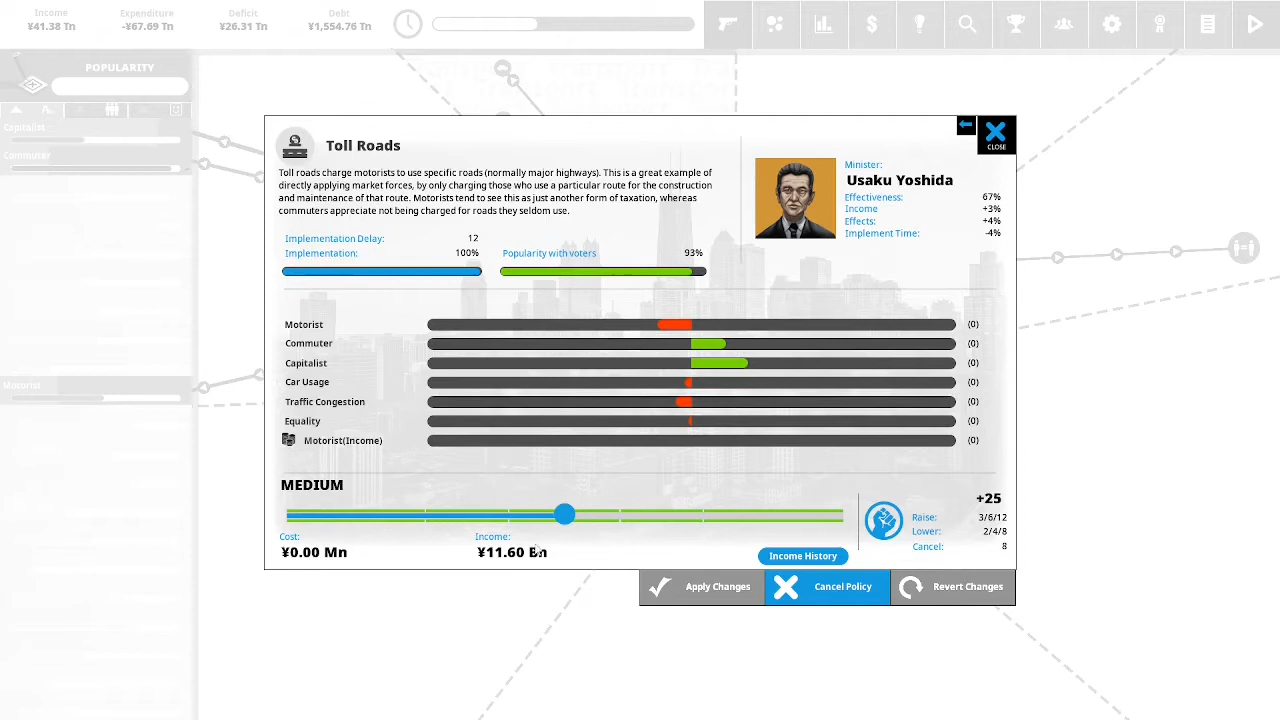 Income Expenditure Deficit Debt
¥41.38 Tn -¥67.69 Tn ¥26.31 Tn ¥1,554.76 Tn
POPULARITY
Capitalist
Commuter
Motorist
CLOSE
Toll Roads
Toll roads charge motorists to use specific roads (normally major highways). This is a great example of
directly applying market forces, by only charging those who use a particular route for the construction
and maintenance of that route. Motorists tend to see this as just another form of taxation, whereas
commuters appreciate not being charged for roads they seldom use.
Minister:
Usaku Yoshida
Effectiveness: 67%
Income +3%
Effects: +4%
Implement Time: -4%
Implementation Delay: 12
Implementation: 100% Popularity with voters 93%
Motorist (0)
Commuter (0)
Capitalist (0)
Car Usage (0)
Traffic Congestion (0)
Equality (0)
Motorist(Income) (0)
MEDIUM
+25
Raise: 3/6/12
Lower: 2/4/8
Cancel: 8
Cost: Income:
¥0.00 Mn ¥11.60 Bn
Income History
Apply Changes Cancel Policy Revert Changes